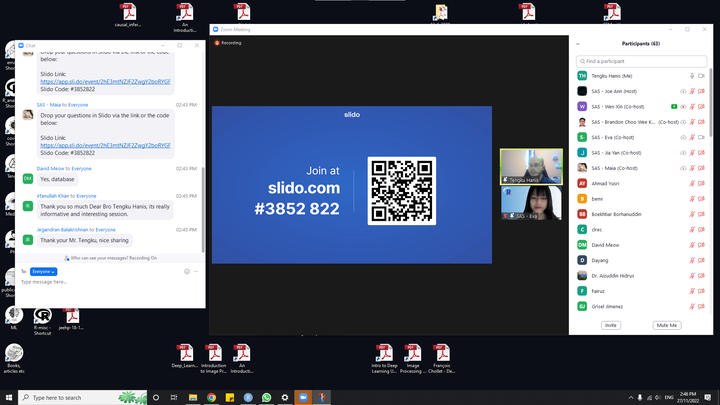 causal_infer...
An
Introducti...
Chat
Drop your questions in Slido via the link or the code
below:
Slido Link:
https://app.sli.do/event/2hE3mtNZJF2ZwgY2boRYGF
Slido Code: #3852822
SAS - Maia to Everyone 02:43 PM
Drop your questions in Slido via the link or the code
below:
Slido Link:
https://app.sli.do/event/2hE3mtNZJF2ZwgY2boRYGF
Slido Code: #3852822
David Meow to Everyone 02:43 PM
DM
Yes, database
Irfanullah Khan to Everyone 02:45 PM
Thank you so much Dear Bro Tengku Hanis, its really
informative and interesting session.
Jegandran Balakrishnan to Everyone 02:45 PM
Thank your Mr. Tengku, nice sharing
Who can see your messages? Recording On
To: Everyone
Type message here...
Zoom Meeting
Recording
slido
Join at
slido.com
#3852 822
Tengku Hanis
SAS - Eva
Participants (63)
Find a participant
TH Tengku Hanis (Me)
SAS - Joe Ann (Host)
W SAS - Wen Xin (Co-host)
SAS - Brandon Choo Wee K... (Co-host)
E SAS - Eva (Co-host)
J SAS - Jia Yan (Co-host)
SAS - Maia (Co-host)
AY Ahmad Yusri
B bemi
BB Boekhtiar Borhanuddin
C clrec
DM David Meow
D Dayang
Dr. Aizuddin Hidrus
F Fairuz
GJ Grisel Jimenez
Invite
Mute Me
ML
R-misc -
Shortcut
jeehp-18-1...
Books,
articles etc
Deep_Learn...
Introduction
to Image Pr...
An
Introducti...
Intro to Deep
Learning (...
Image
Processing ...
François
Chollet - De...
Type here to search
ENG
2:46 PM
27/11/2022